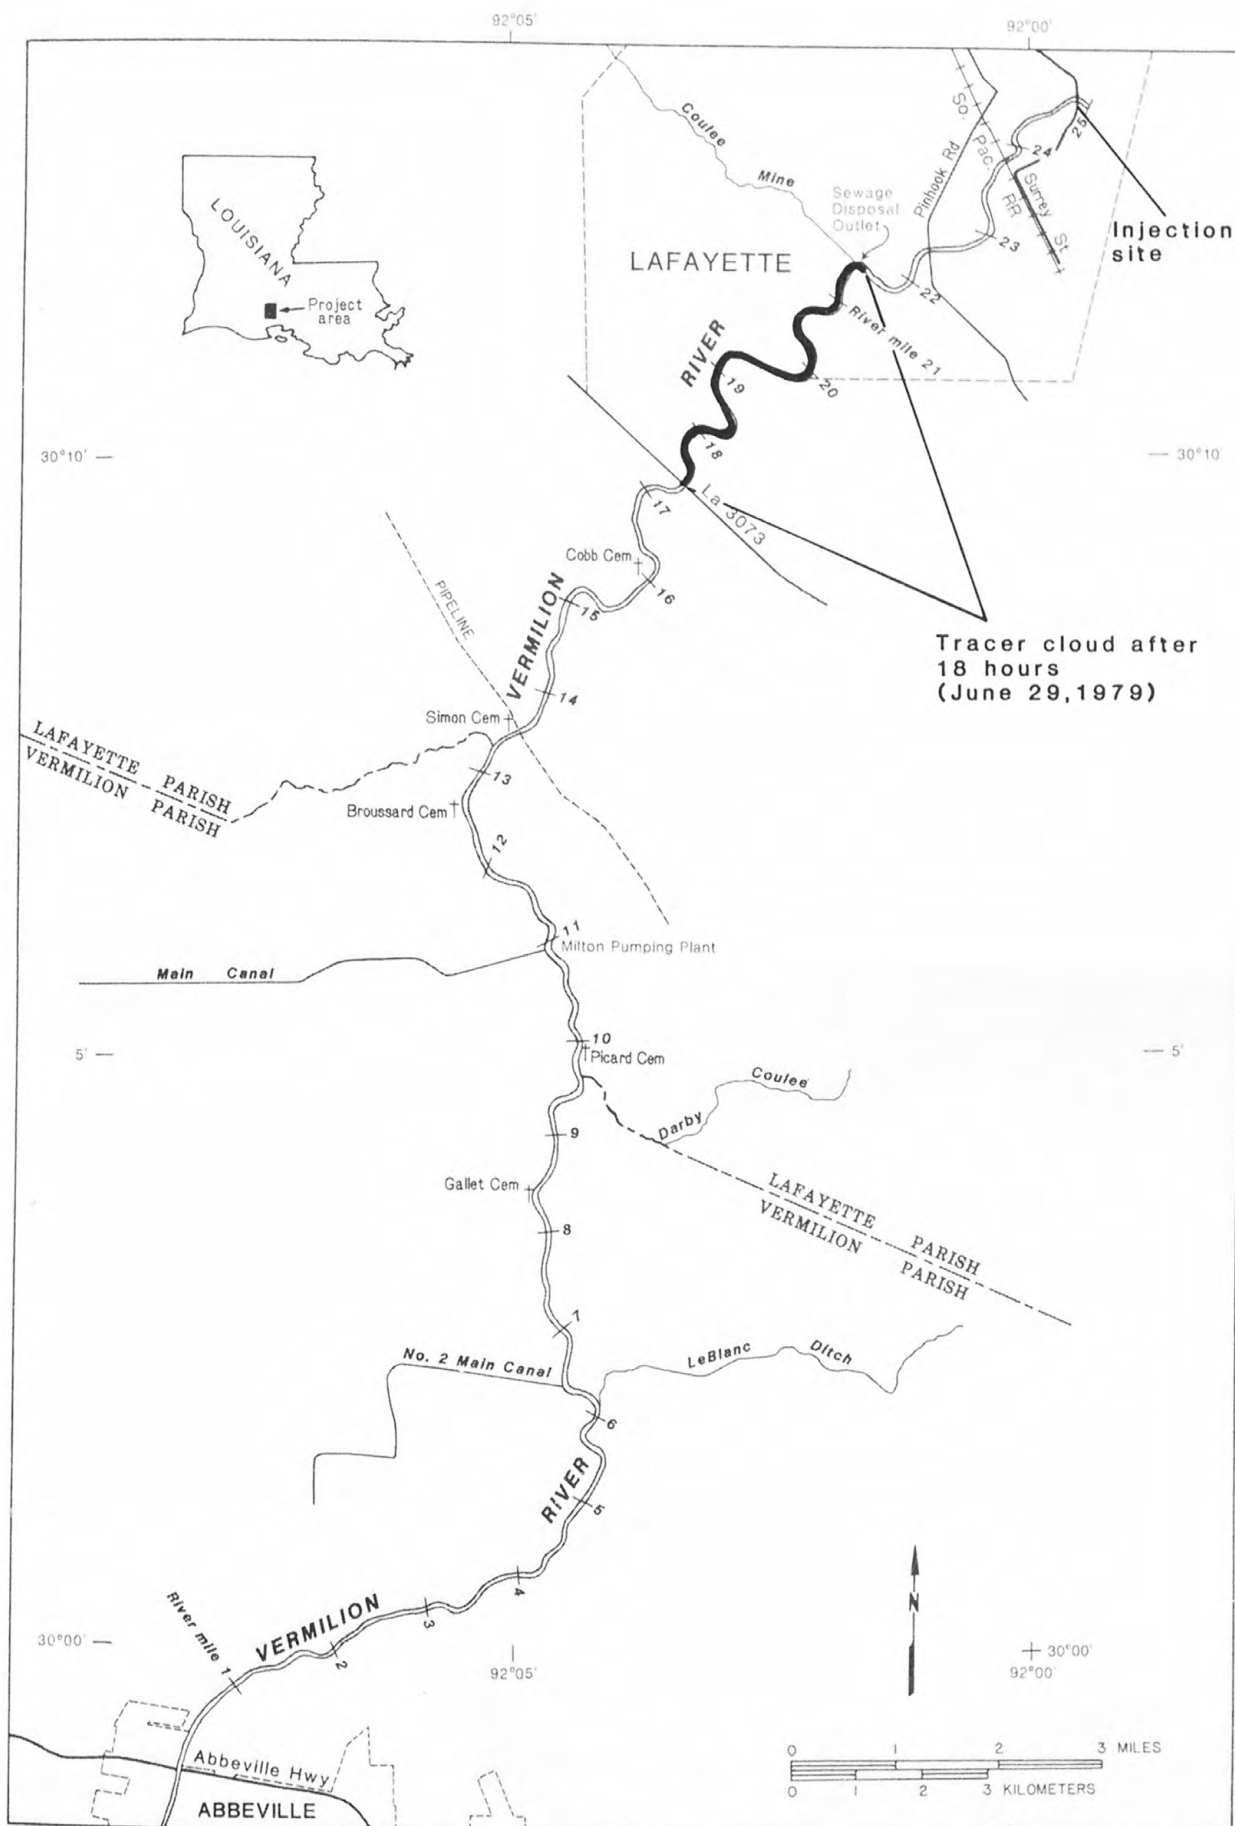 92°05'
92°00'
Coulee
Mine
So. Pac. RR
Pinhook Rd
24
25
Surrey St
Sewage
Disposal
Outlet
Injection
site
23
22
LAFAYETTE
LOUISIANA
Project
area
River mile 21
RIVER
19
20
18
30°10'
30°10'
17
La 3073
Cobb Cem
16
15
PIPELINE
VERMILION
Tracer cloud after
18 hours
(June 29,1979)
14
Simon Cem
LAFAYETTE PARISH
VERMILION PARISH
13
Broussard Cem
12
11
Milton Pumping Plant
Main Canal
10
Picard Cem
5'
5'
Coulee
Darby
9
Gallet Cem
LAFAYETTE PARISH
VERMILION PARISH
8
7
No. 2 Main Canal
LeBlanc Ditch
6
RIVER
5
4
N
River mile 1
VERMILION
3
2
30°00'
92°05'
30°00'
92°00'
Abbeville Hwy
ABBEVILLE
0 1 2 3 MILES
0 1 2 3 KILOMETERS